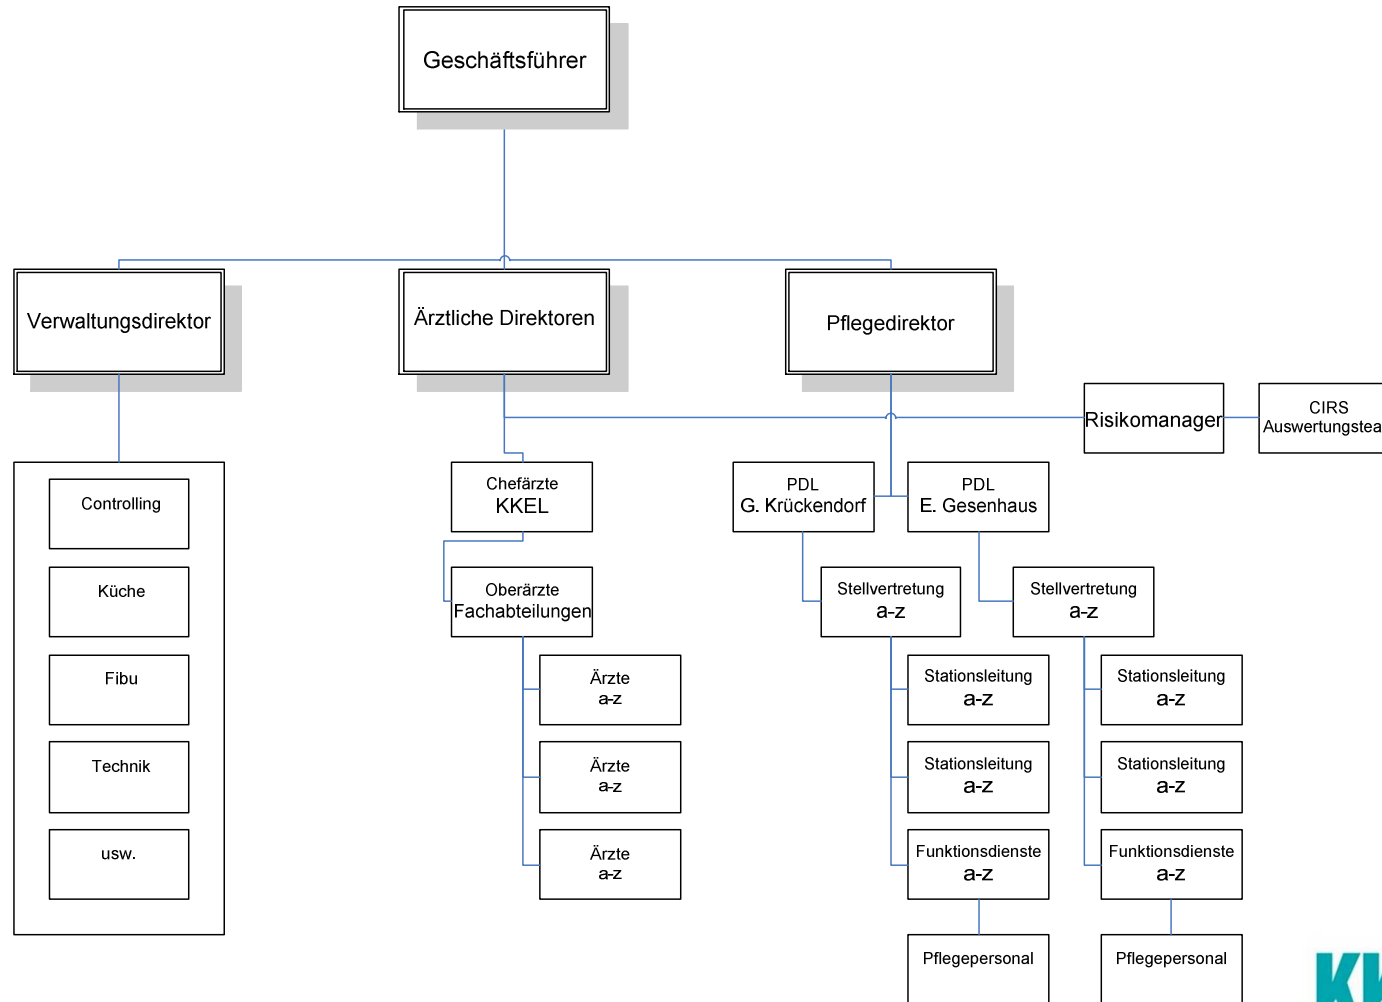 Geschäftsführer
Verwaltungsdirektor
Ärztliche Direktoren
Pflegedirektor
Risikomanager
CIRS
Controlling
Küche
Fibu
Technik
usw.
Chefärzte
KKEL
Oberärzte
Fachabteilungen
Ärzte
a-z
Ärzte
a-z
Ärzte
a-z
PDL
G. Krückendorf
PDL
E. Gesenhaus
Stellvertretung
a-z
Stellvertretung
a-z
Stationsleitung
a-z
Stationsleitung
a-z
Stationsleitung
a-z
Stationsleitung
a-z
Funktionsdienste
a-z
Funktionsdienste
a-z
Pflegepersonal
Pflegepersonal